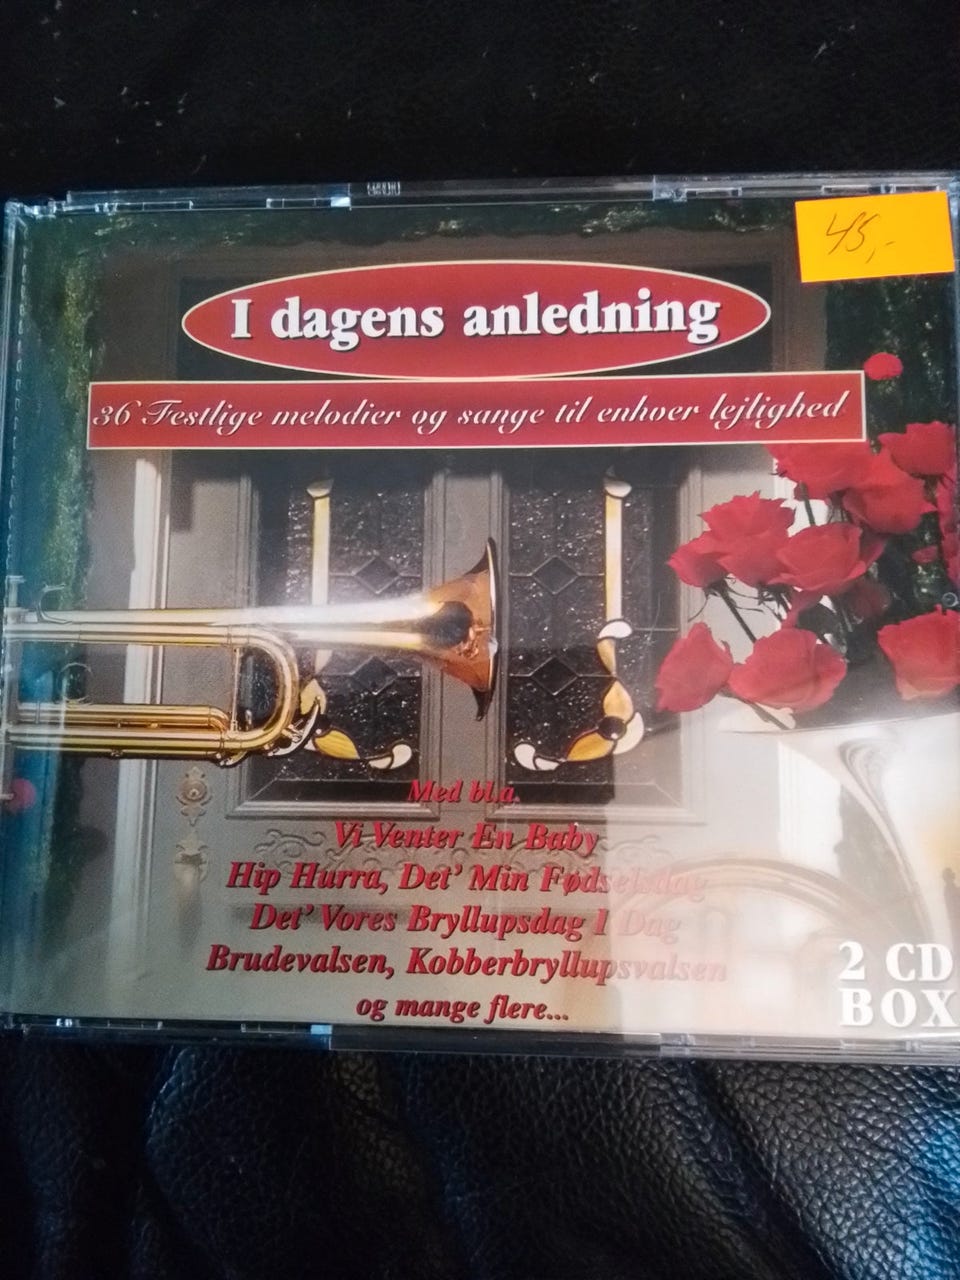 45,-
I dagens anledning
36 Festlige melodier og sange til enhver lejlighed
Med bl.a.
Vi Venter En Baby
Hip Hurra, Det' Min Fødselsdag
Det' Vores Bryllupsdag I Dag
Brudevalsen, Kobberbryllupsvalsen
og mange flere...
2 CD
BOX